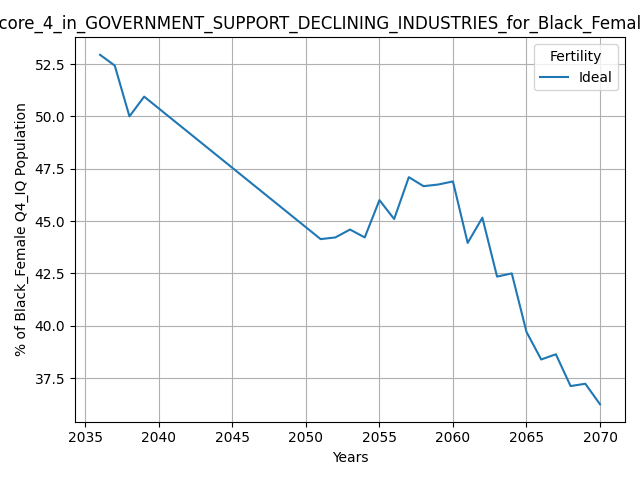 core_4_in_GOVERNMENT_SUPPORT_DECLINING_INDUSTRIES_for_Black_Femal
Fertility
Ideal
% of Black_Female Q4_IQ Population
52.5
50.0
47.5
45.0
42.5
40.0
37.5
2035 2040 2045 2050 2055 2060 2065 2070
Years